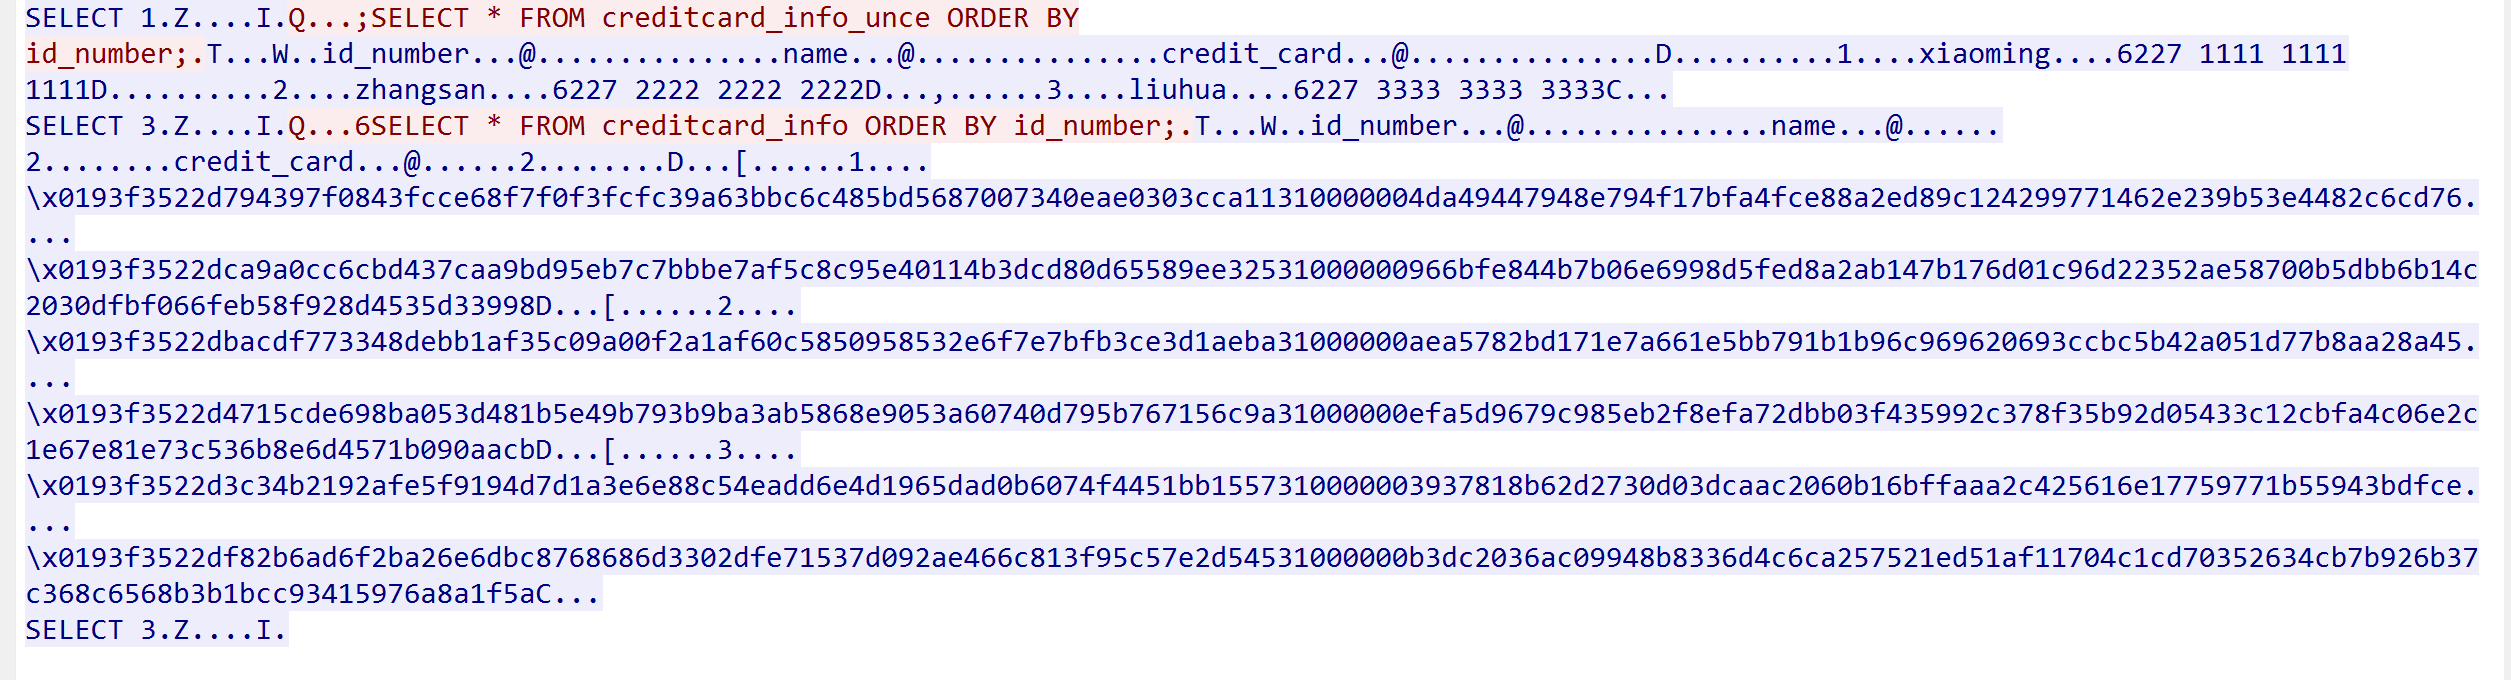 SELECT 1.Z....I.Q...;SELECT * FROM creditcard_info_unce ORDER BY
id_number;.T...W..id_number...@...............name...@...............credit_card...@...............D..........1....xiaoming....6227 1111 1111
1111D..........2....zhangsan....6227 2222 2222 2222D...,......3....liuhua....6227 3333 3333 3333C...
SELECT 3.Z....I.Q...6SELECT * FROM creditcard_info ORDER BY id_number;.T...W..id_number...@...............name...@......
2........credit_card...@......2........D...[......1....
\x0193f3522d794397f0843fcce68f7f0f3fcfc39a63bbc6c485bd5687007340eae0303cca11310000004da49447948e794f17bfa4fce88a2ed89c124299771462e239b53e4482c6cd76.
...
\x0193f3522dca9a0cc6cbd437caa9bd95eb7c7bbbe7af5c8c95e40114b3dcd80d65589ee32531000000966bfe844b7b06e6998d5fed8a2ab147b176d01c96d22352ae58700b5dbb6b14c
2030dfbf066feb58f928d4535d33998D...[......2....
\x0193f3522dbacdf773348debb1af35c09a00f2a1af60c5850958532e6f7e7bfb3ce3d1aeba31000000aea5782bd171e7a661e5bb791b1b96c969620693ccbc5b42a051d77b8aa28a45.
...
\x0193f3522d4715cde698ba053d481b5e49b793b9ba3ab5868e9053a60740d795b767156c9a31000000efa5d9679c985eb2f8efa72dbb03f435992c378f35b92d05433c12cbfa4c06e2c
1e67e81e73c536b8e6d4571b090aacbD...[......3....
\x0193f3522d3c34b2192afe5f9194d7d1a3e6e88c54eadd6e4d1965dad0b6074f4451bb1557310000003937818b62d2730d03dcaac2060b16bffaaa2c425616e17759771b55943bdfce.
...
\x0193f3522df82b6ad6f2ba26e6dbc8768686d3302dfe71537d092ae466c813f95c57e2d54531000000b3dc2036ac09948b8336d4c6ca257521ed51af11704c1cd70352634cb7b926b37
c368c6568b3b1bcc93415976a8a1f5aC...
SELECT 3.Z....I.